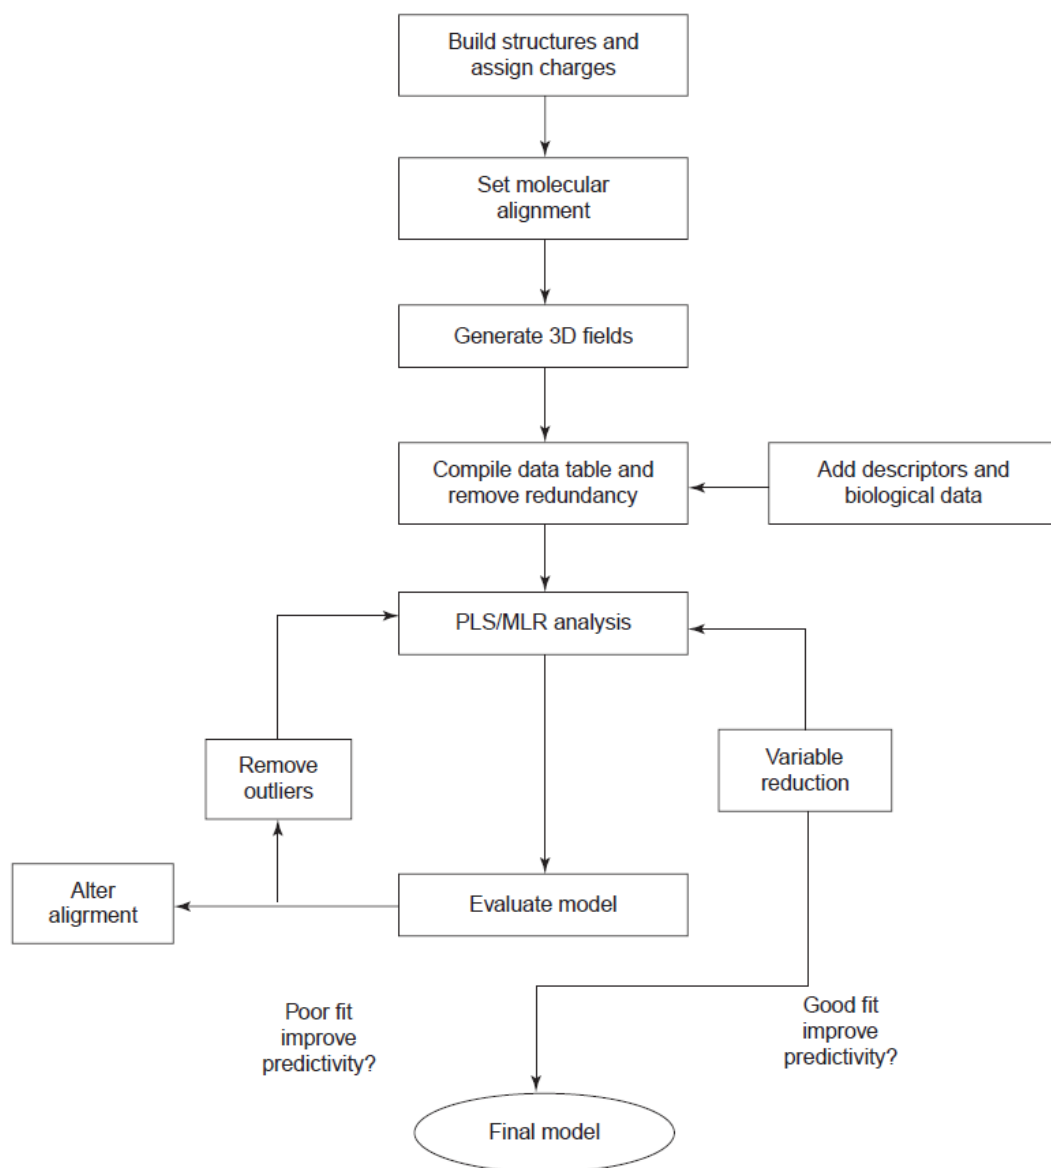 Build structures and
assign charges
Set molecular
alignment
Generate 3D fields
Compile data table and
remove redundancy
Add descriptors and
biological data
PLS/MLR analysis
Remove
outliers
Variable
reduction
Alter
aligrment
Evaluate model
Poor fit
improve
predictivity?
Good fit
improve
predictivity?
Final model